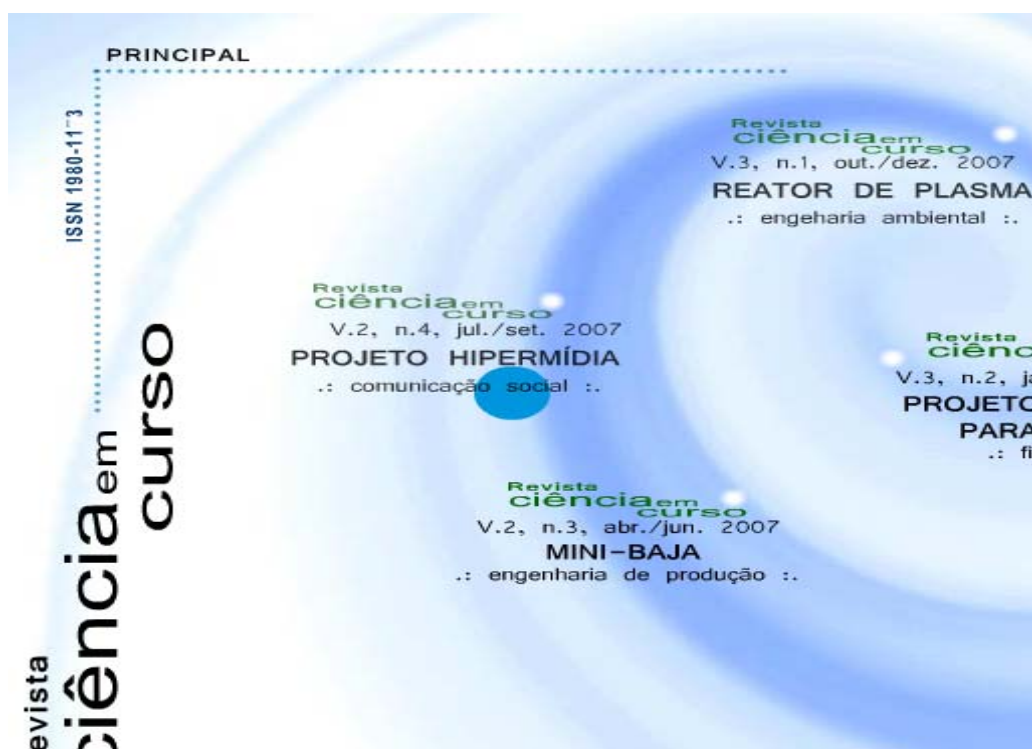 PRINCIPAL
ISSN 1980-11
Revista
ciência em
curso
V.3, n.1, out./dez. 2007
REATOR DE PLASMA
.: engeharia ambiental :.
Revista
ciência em
curso
V.2, n.4, jul./set. 2007
PROJETO HIPERMÍDIA
.: comunicação social :.
Revista
V.3, n.2,
PROJETO
PARA
Revista
ciência em
curso
V.2, n.3, abr./jun. 2007
MINI-BAJA
.: engenharia de produção :.
evista
ciência em
curso